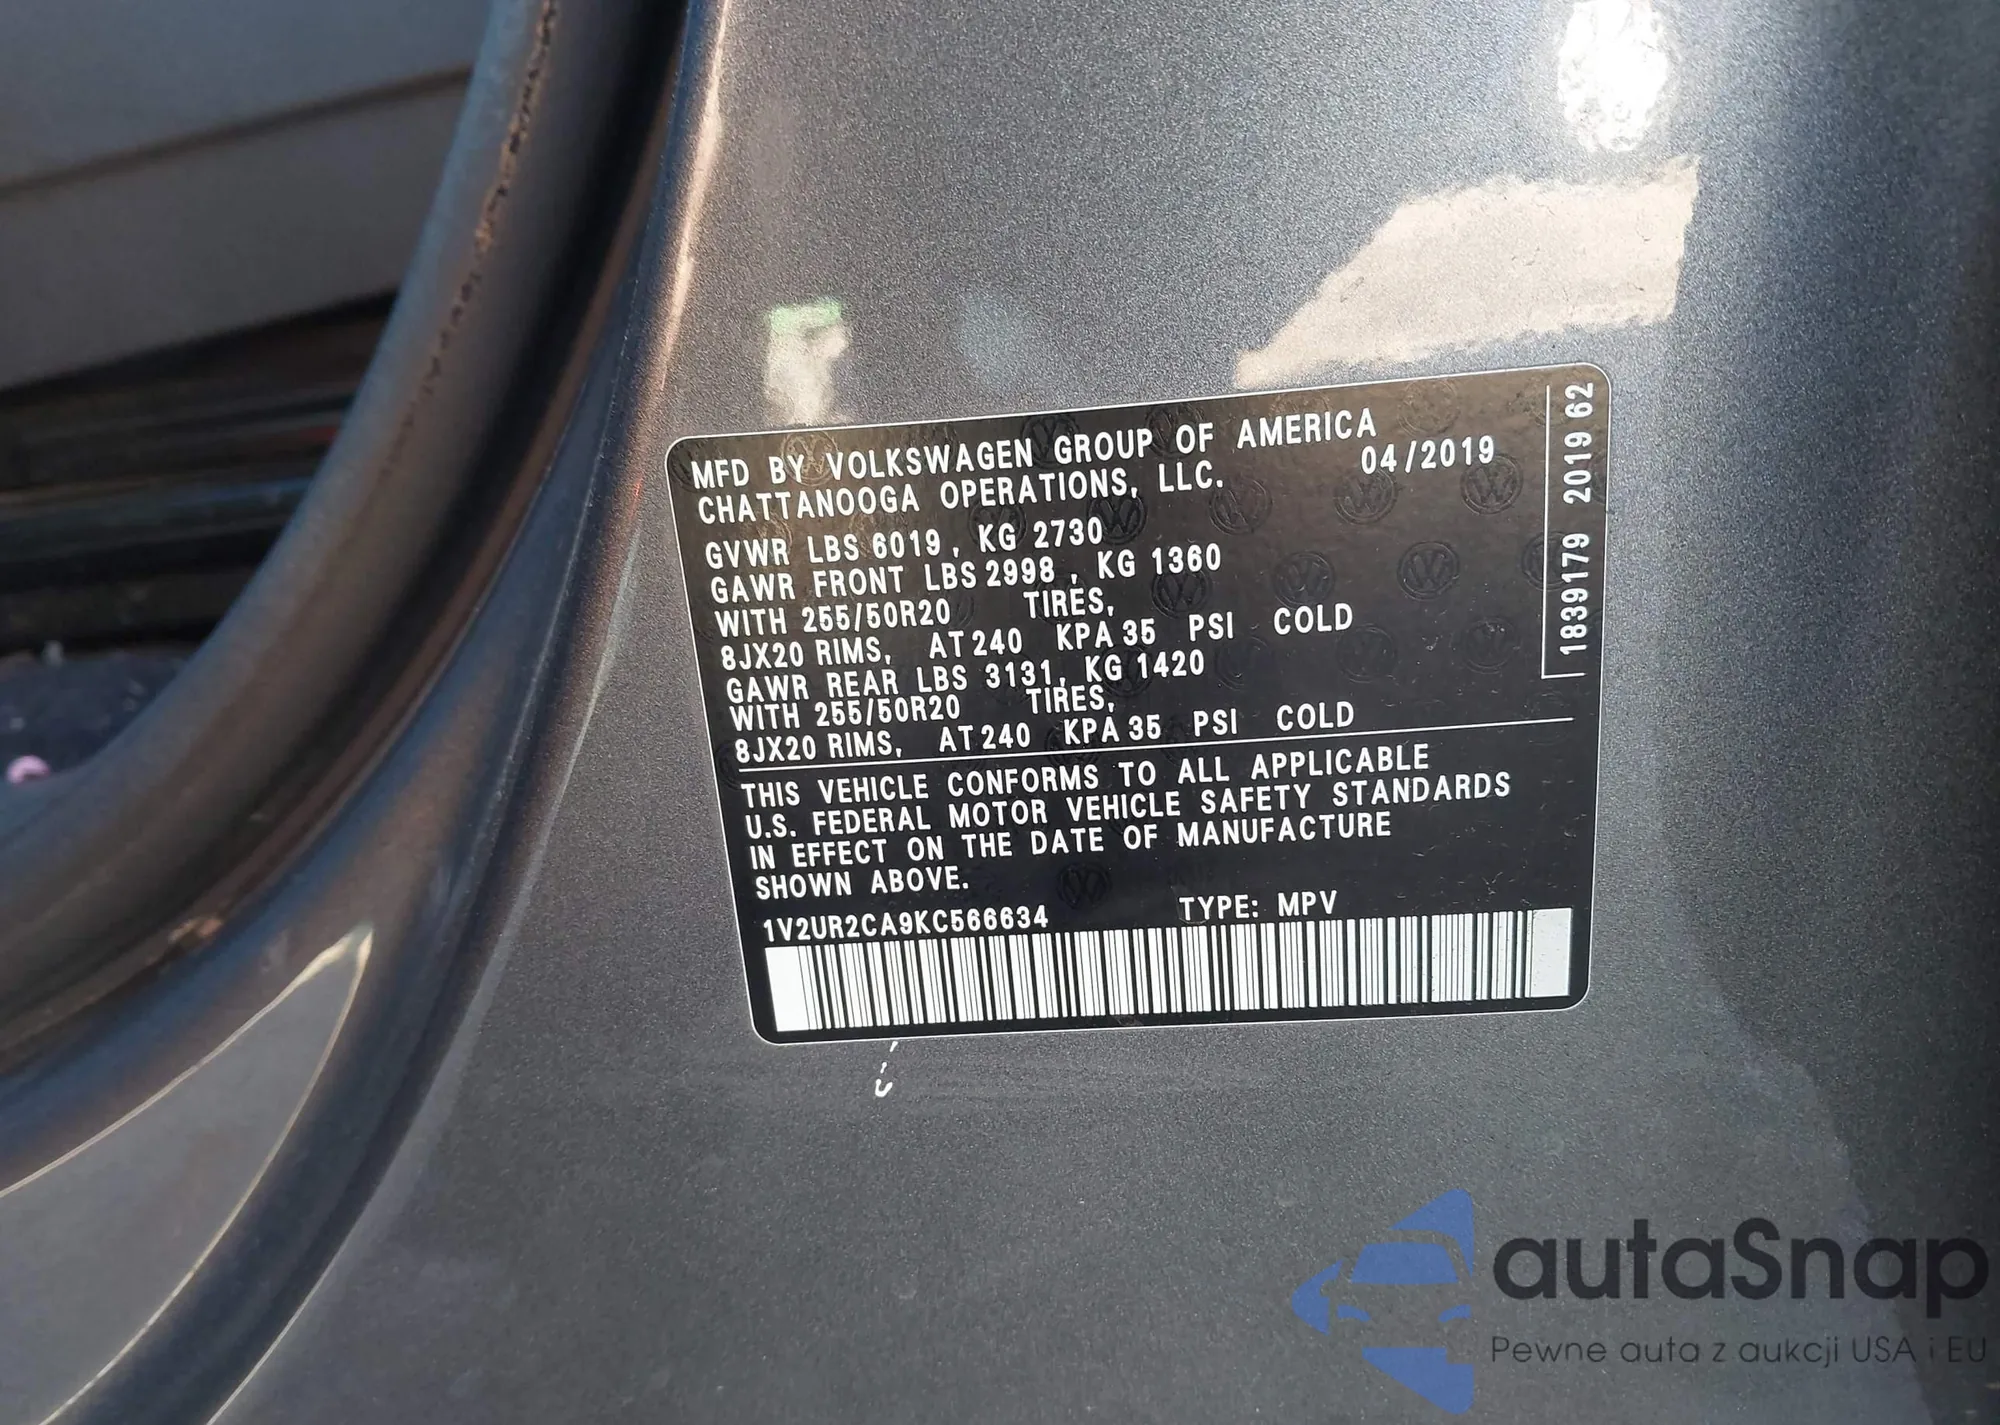 MFD BY VOLKSWAGEN GROUP OF AMERICA
CHATTANOOGA OPERATIONS, LLC. 04/2019
GVWR LBS 6019, KG 2730
GAWR FRONT LBS 2998, KG 1360
WITH 255/50R20 TIRES,
8JX20 RIMS, AT 240 KPA 35 PSI COLD
GAWR REAR LBS 3131, KG 1420
WITH 255/50R20 TIRES,
8JX20 RIMS, AT 240 KPA 35 PSI COLD
THIS VEHICLE CONFORMS TO ALL APPLICABLE
U.S. FEDERAL MOTOR VEHICLE SAFETY STANDARDS
IN EFFECT ON THE DATE OF MANUFACTURE
SHOWN ABOVE.
1V2UR2CA9KC566634 TYPE: MPV
1839179 2019 62
autaSnap
Pewne auta z aukcji USA i EU